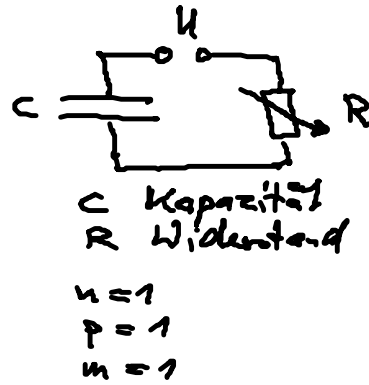 U
C R
C Kapazität
R Widerstand
n = 1
p = 1
m = 1